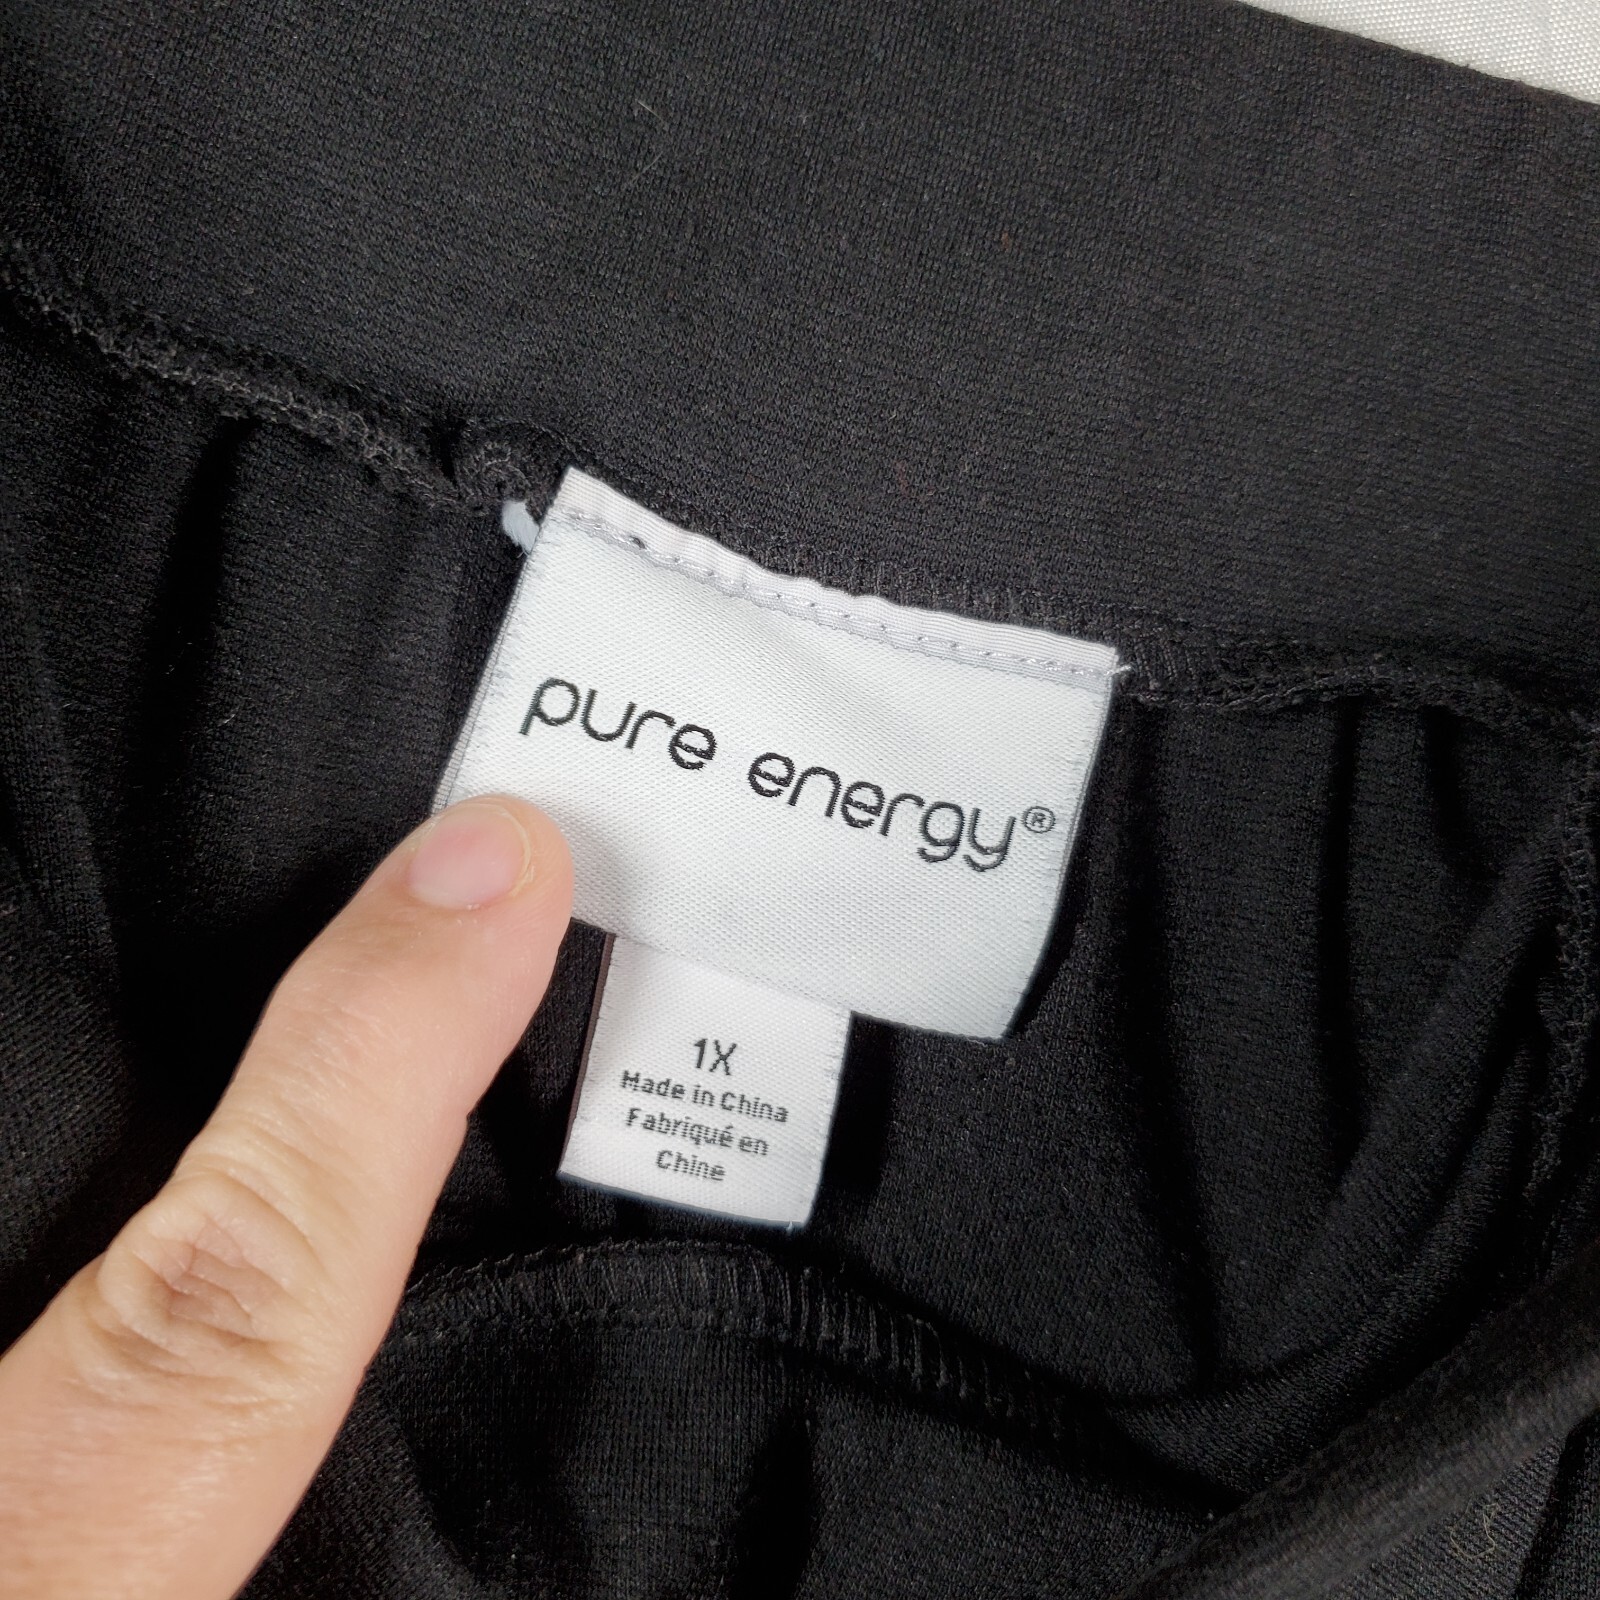 pure energy®
1X
Made in China
Fabriqué en
Chine